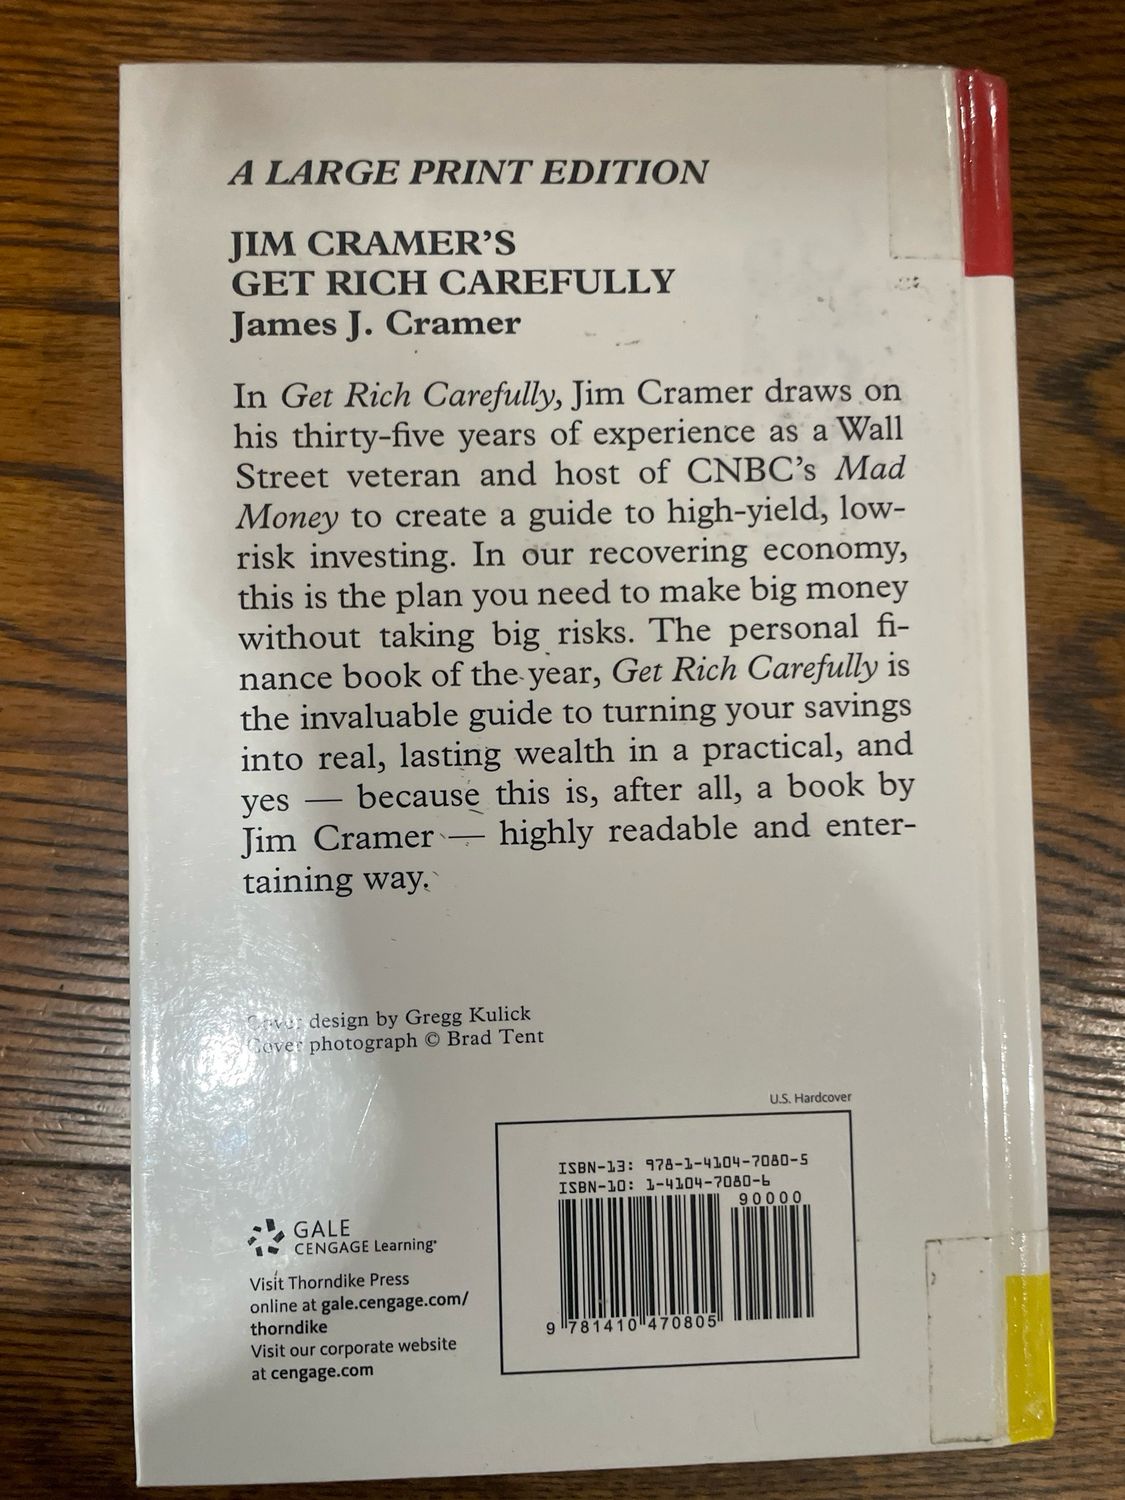 A LARGE PRINT EDITION
JIM CRAMER'S
GET RICH CAREFULLY
James J. Cramer
In Get Rich Carefully, Jim Cramer draws on
his thirty-five years of experience as a Wall
Street veteran and host of CNBC's Mad
Money to create a guide to high-yield, low-
risk investing. In our recovering economy,
this is the plan you need to make big money
without taking big risks. The personal fi-
nance book of the year, Get Rich Carefully is
the invaluable guide to turning your savings
into real, lasting wealth in a practical, and
yes — because this is, after all, a book by
Jim Cramer — highly readable and enter-
taining way.
Cover design by Gregg Kulick
Cover photograph © Brad Tent
U.S. Hardcover
ISBN-13: 978-1-4104-7080-5
ISBN-10: 1-4104-7080-6
90000
9 781410 470805
GALE
CENGAGE Learning®
Visit Thorndike Press
online at gale.cengage.com/
thorndike
Visit our corporate website
at cengage.com